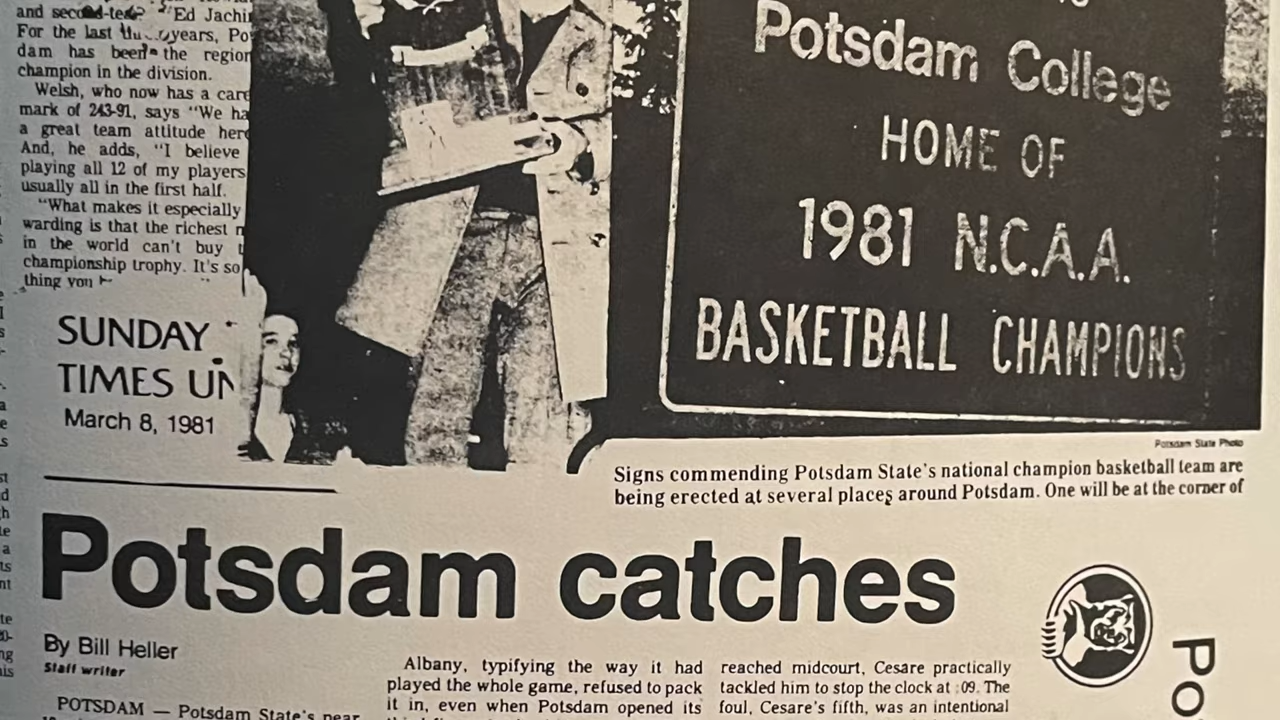 and "Ed
For the last years,
dam has been the region
champion in the division.
Welsh, who now has a
mark of 243-91, says "We
a great team attitude
And, he adds, "I believe
playing all 12 of my players
usually all in the first half.
"What makes it especially
warding is that the richest
in the world can't buy
championship trophy. It's so
thing you
SUNDAY
TIMES
March 8, 1981
Potsdam College
HOME OF
1981 N.C.A.A.
BASKETBALL CHAMPIONS
Potsdam State Photo
Signs commending Potsdam State's national champion basketball team are
being erected at several places around Potsdam. One will be at the corner of
Potsdam catches
By Bill Heller
Staff writer
POTSDAM — Potsdam State's near
Albany, typifying the way it had
played the whole game, refused to pack
it in, even when Potsdam opened its
reached midcourt, Cesare practically
tackled him to stop the clock at :09. The
foul, Cesare's fifth, was an intentional
Po